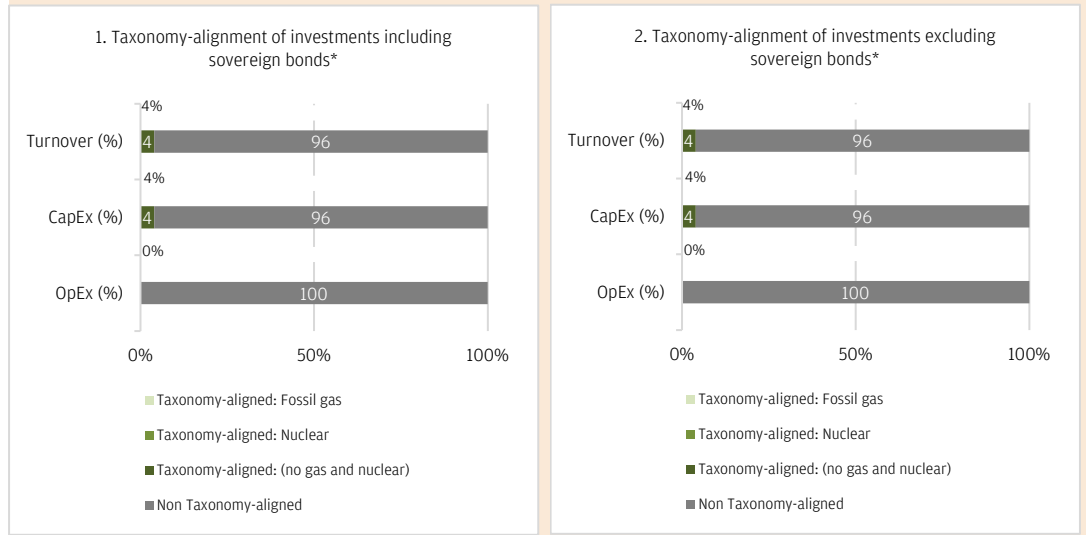 1. Taxonomy-alignment of investments including
sovereign bonds*
4%
Turnover (%)
4
96
4%
CapEx (%)
4
96
0%
OpEx (%)
100
0%
50%
100%
Taxonomy-aligned: Fossil gas
Taxonomy-aligned: Nuclear
Taxonomy-aligned: (no gas and nuclear)
Non Taxonomy-aligned
2. Taxonomy-alignment of investments excluding
sovereign bonds*
4%
Turnover (%)
4
96
4%
CapEx (%)
4
96
0%
OpEx (%)
100
0%
50%
100%
Taxonomy-aligned: Fossil gas
Taxonomy-aligned: Nuclear
Taxonomy-aligned: (no gas and nuclear)
Non Taxonomy-aligned